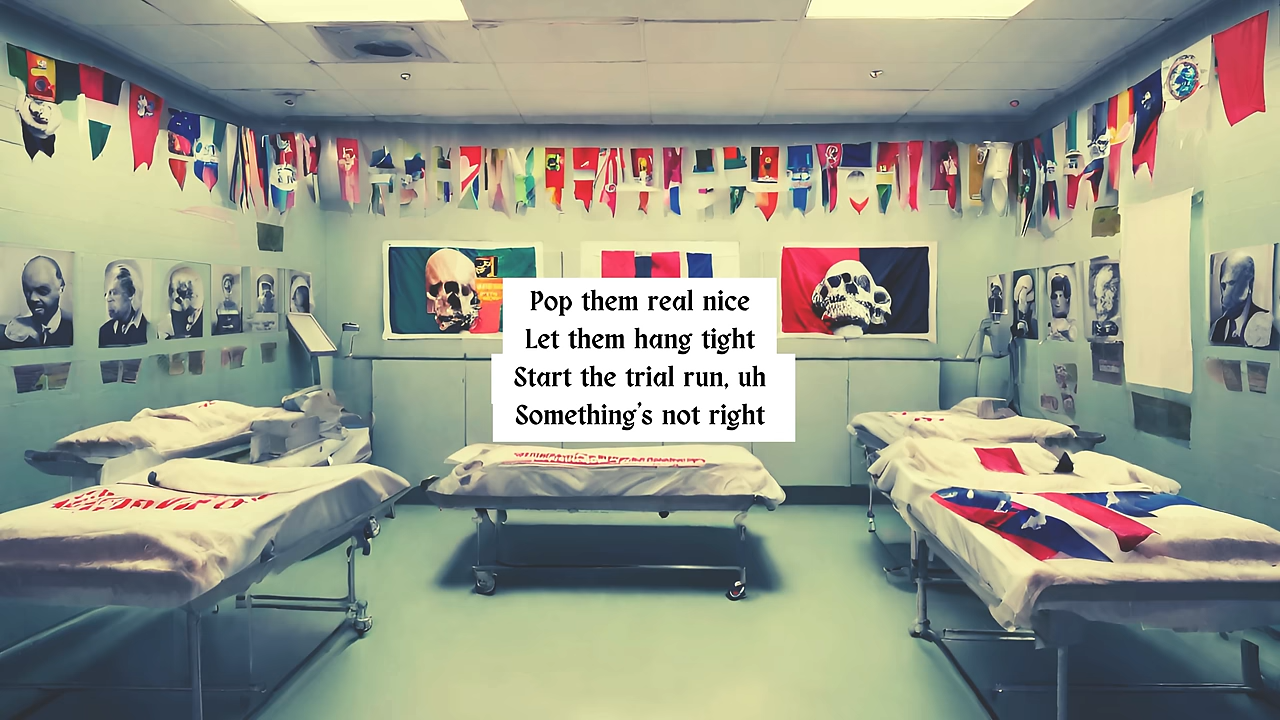 Pop them real nice
Let them hang tight
Start the trial run, uh
Something's not right